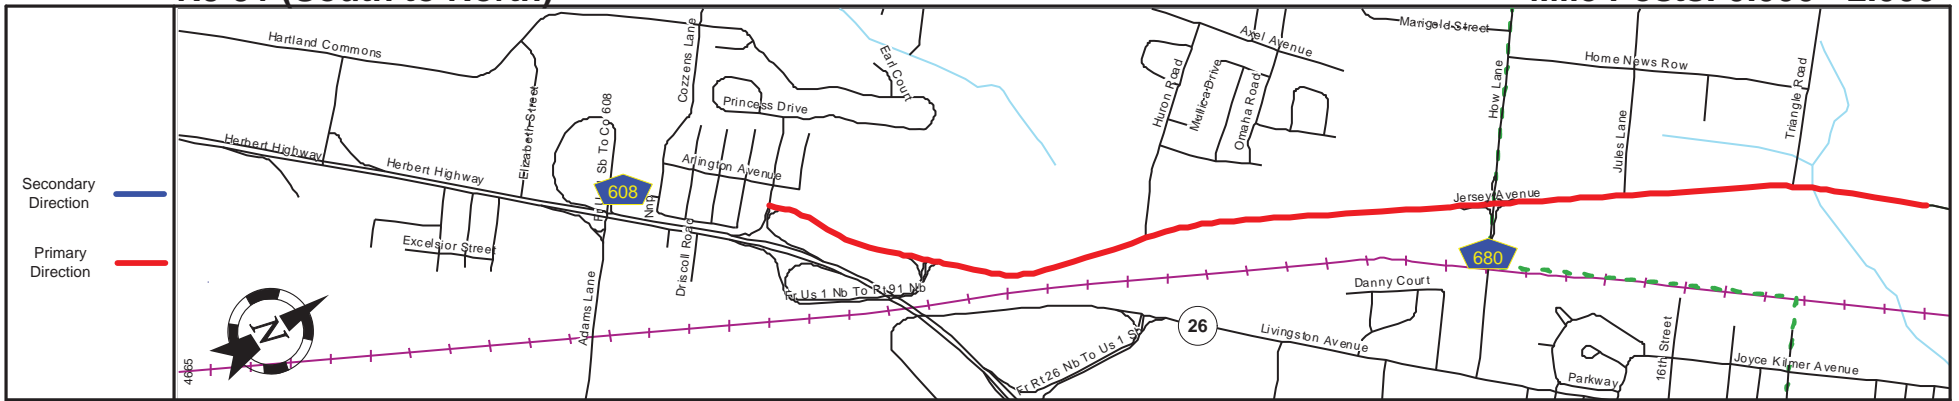 Secondary
Direction
Primary
Direction
Hartland Commons
Herbert Highway
Herbert Highway
Elizabeth Street
Sb To Co 608
608
Cozzens Lane
Princess Drive
Earl Court
Arlington Avenue
Driscoll Road
Excelsior Street
Adams Lane
Fr Us 1 Nb To Rt 91 Nb
N
4665
Huron Road
Mullica Drive
Omaha Road
Axel Avenue
Marigold Street
How Lane
Home News Row
Jules Lane
Triangle Road
Jersey Avenue
680
Danny Court
26
Livingston Avenue
Fr Rt 26 Nb To Us 1
16th Street
Parkway
Joyce Kilmer Avenue